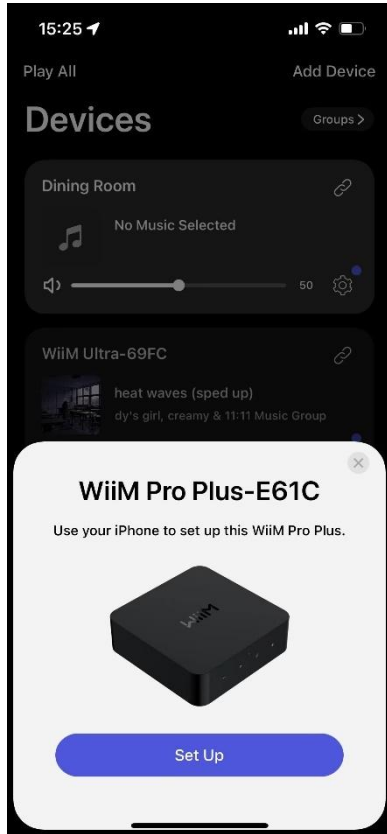 15:25
Play All
Add Device
Devices
Groups >
Dining Room
No Music Selected
50
WiiM Ultra-69FC
heat waves (sped up)
dy's girl, creamy & 11:11 Music Group
WiiM Pro Plus-E61C
Use your iPhone to set up this WiiM Pro Plus.
WiiM
Set Up